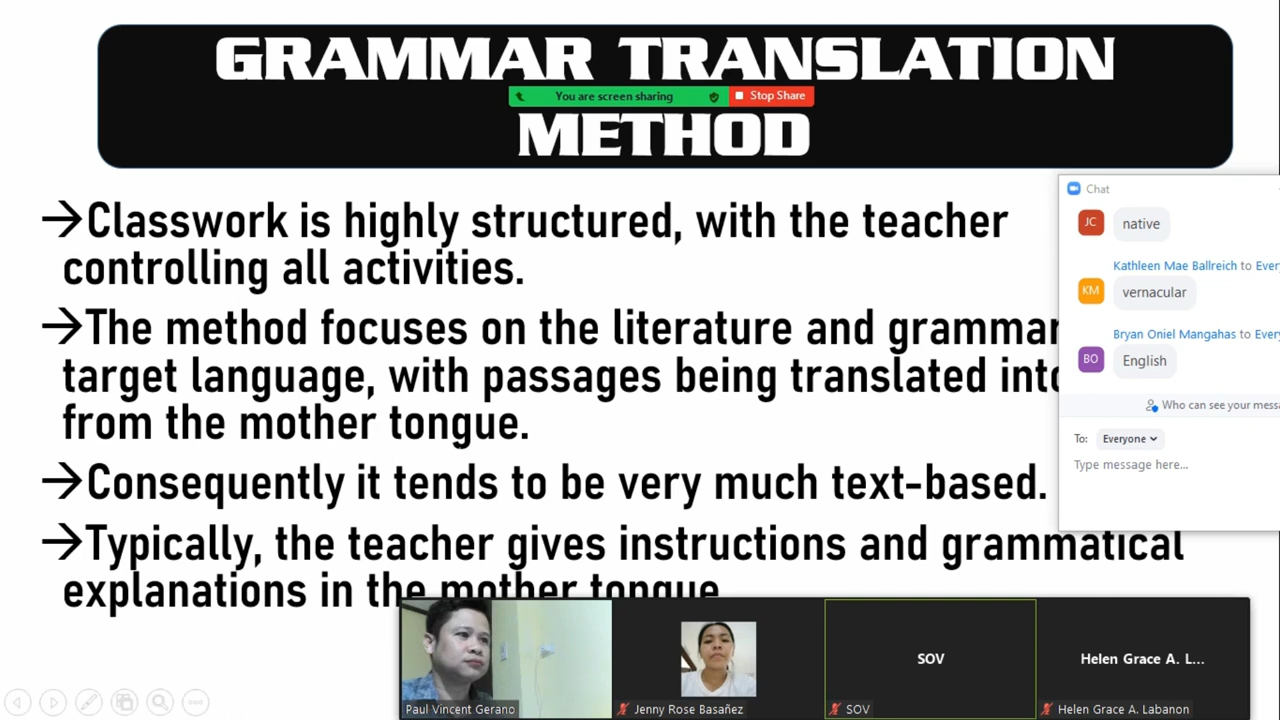 GRAMMAR TRANSLATION
You are screen sharing
Stop Share
METHOD
→Classwork is highly structured, with the teacher
controlling all activities.
→The method focuses on the literature and grammar
target language, with passages being translated into
from the mother tongue.
→Consequently it tends to be very much text-based.
→Typically, the teacher gives instructions and grammatical
explanations in the mother tongue
Chat
JC
native
Kathleen Mae Ballreich to
KM
vernacular
Bryan Oniel Mangahas to
BO
English
Who can see your
To: Everyone
Type message here...
Paul Vincent Gerano
Jenny Rose Basañez
SOV
SOV
Helen Grace A. L...
Helen Grace A. Labanon